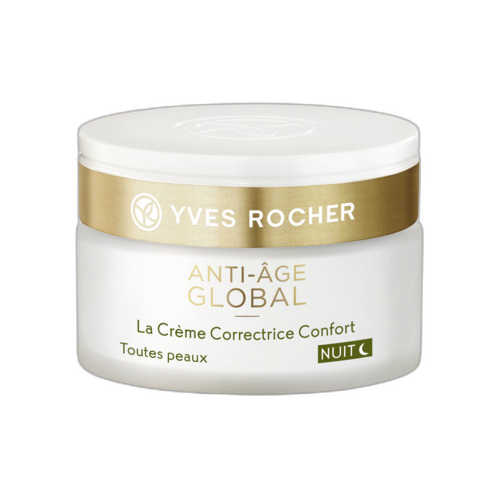 YVES ROCHER
ANTI-ÂGE
GLOBAL
La Crème Correctrice Confort
Toutes peaux
NUIT